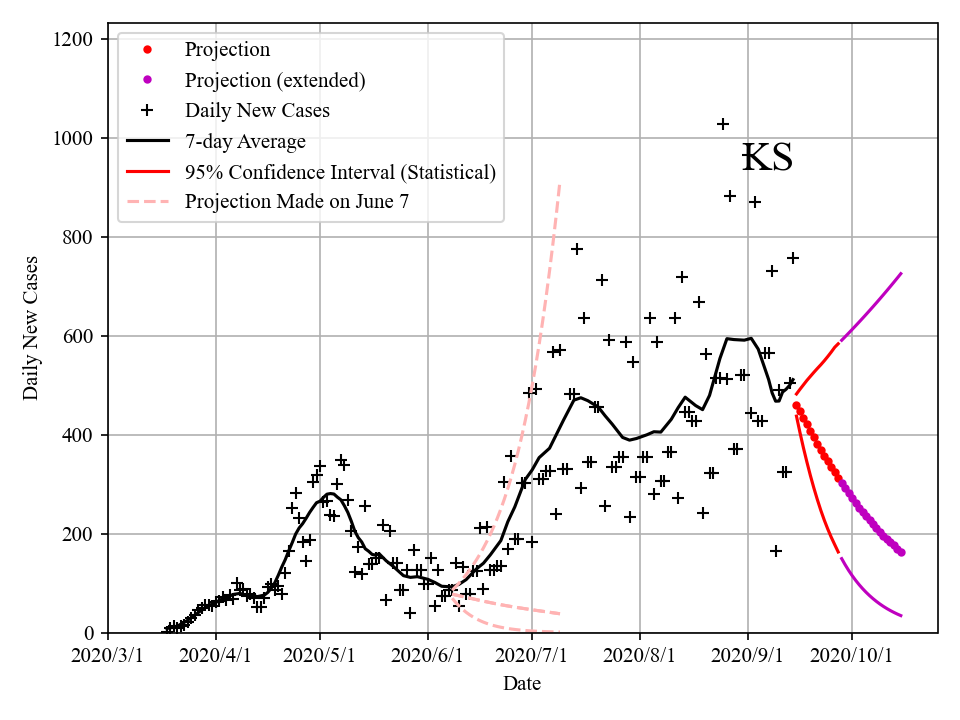 1200
1000
800
600
400
200
0
Daily New Cases
Projection
Projection (extended)
Daily New Cases
7-day Average
95% Confidence Interval (Statistical)
Projection Made on June 7
KS
2020/3/1
2020/4/1
2020/5/1
2020/6/1
2020/7/1
2020/8/1
2020/9/1
2020/10/1
Date